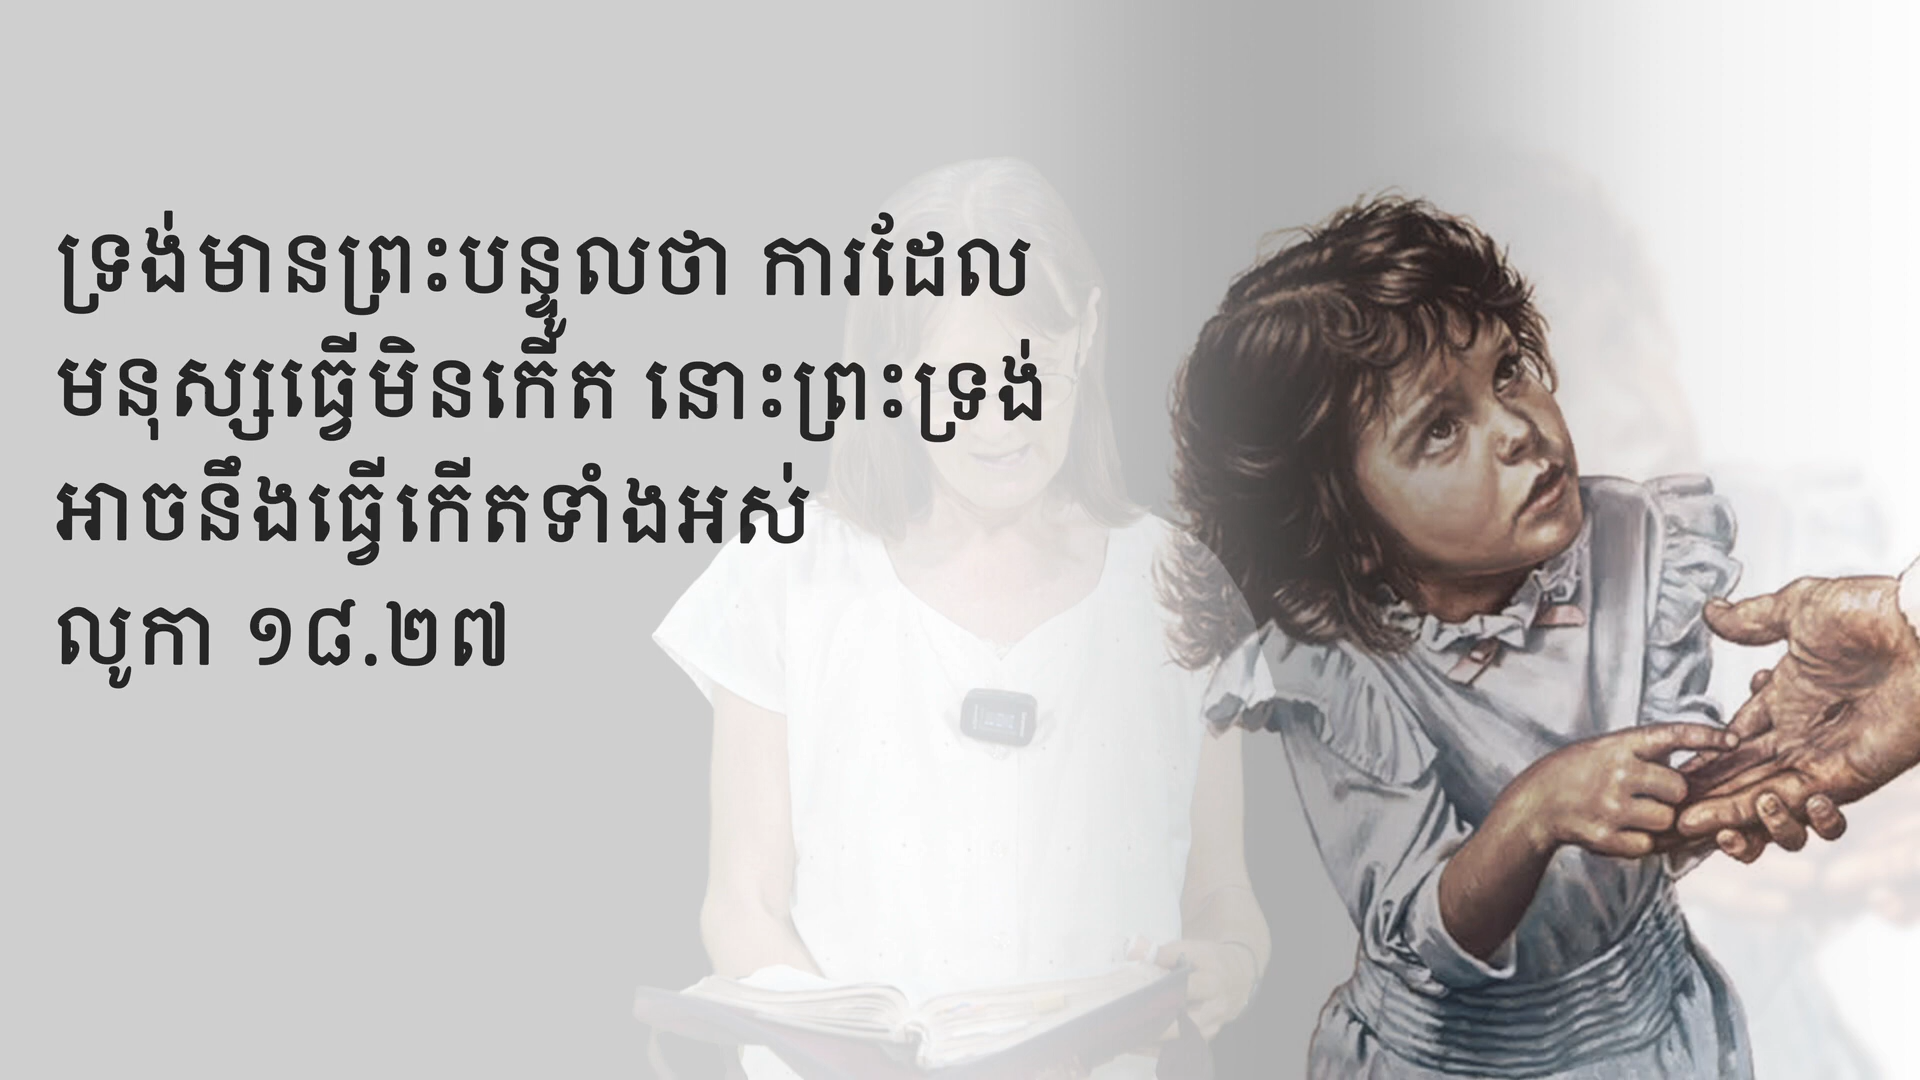 ទ្រង់មានព្រះបន្ទូលថា ការដែល
មនុស្សធ្វើមិនកើត នោះព្រះទ្រង់
អាចនឹងធ្វើកើតទាំងអស់
លូកា ១៨.២៧